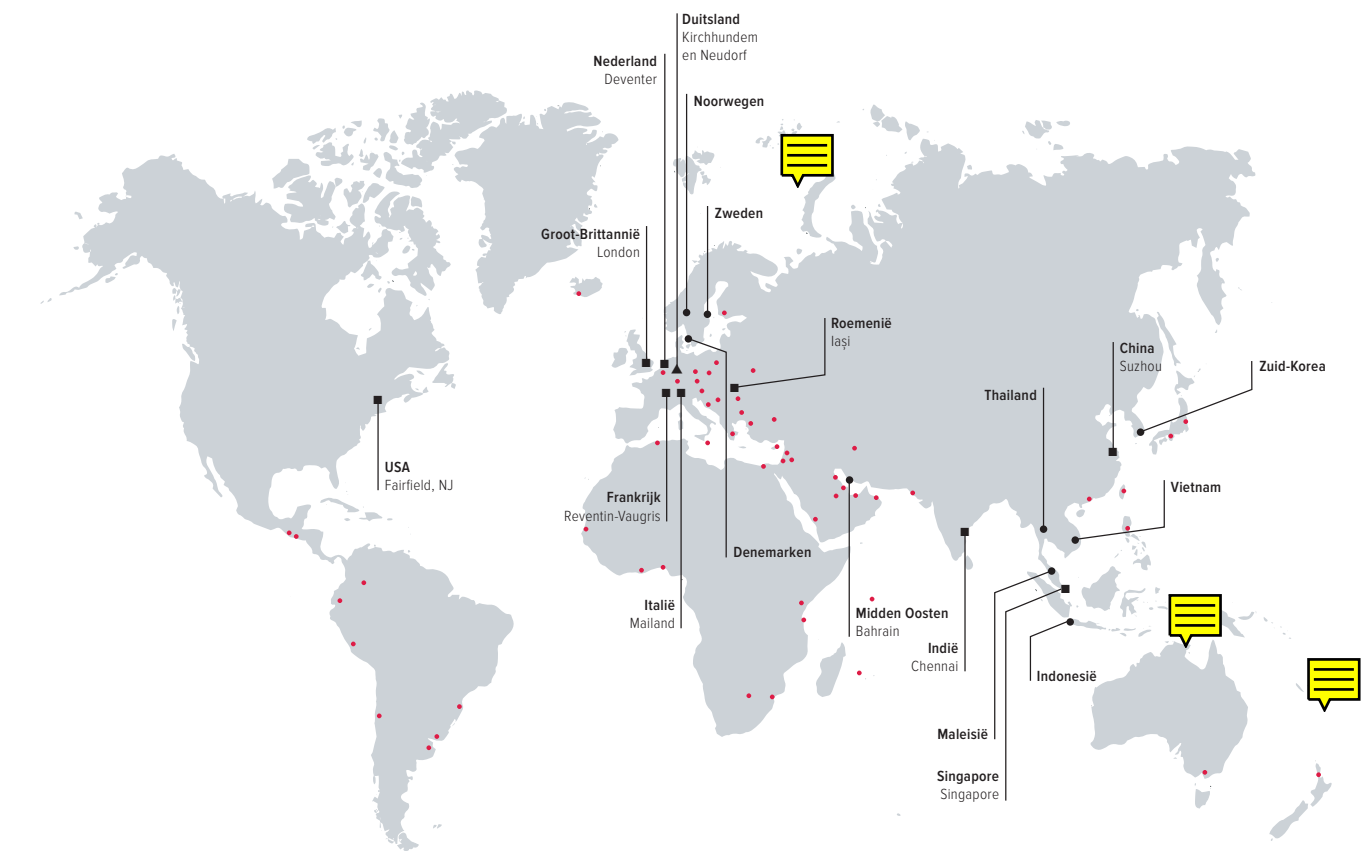 Duitsland
Kirchhundem
en Neudorf
Nederland
Deventer
Noorwegen
Zweden
Groot-Brittannië
London
Roemenië
Iași
China
Suzhou
Zuid-Korea
Thailand
USA
Fairfield, NJ
Frankrijk
Reventin-Vaugris
Vietnam
Denemarken
Italië
Mailand
Midden Oosten
Bahrain
Indië
Chennai
Indonesië
Maleisië
Singapore
Singapore